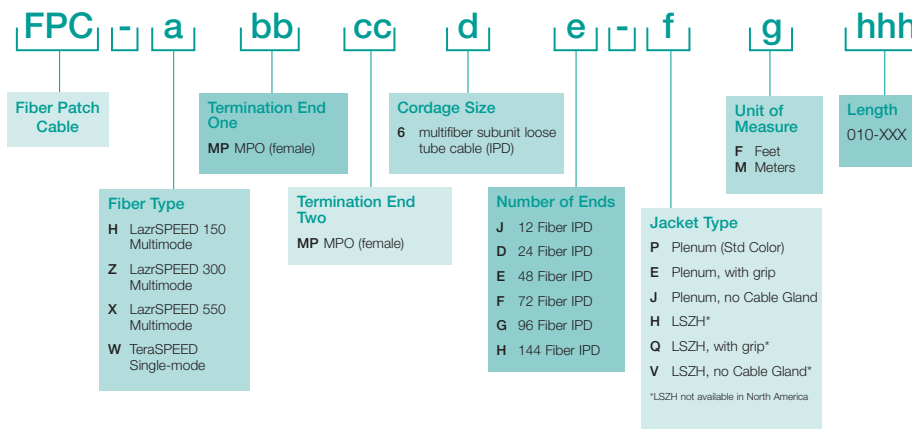 FPC - a bb cc d e - f g hhh
Fiber Patch
Cable
Termination End
One
MP MPO (female)
Cordage Size
6 multifiber subunit loose
tube cable (IPD)
Unit of
Measure
F Feet
M Meters
Length
010-XXX
Fiber Type
H LazrSPEED 150
Multimode
Z LazrSPEED 300
Multimode
X LazrSPEED 550
Multimode
W TeraSPEED
Single-mode
Termination End
Two
MP MPO (female)
Number of Ends
J 12 Fiber IPD
D 24 Fiber IPD
E 48 Fiber IPD
F 72 Fiber IPD
G 96 Fiber IPD
H 144 Fiber IPD
Jacket Type
P Plenum (Std Color)
E Plenum, with grip
J Plenum, no Cable Gland
H LSZH*
Q LSZH, with grip*
V LSZH, no Cable Gland*
*LSZH not available in North America